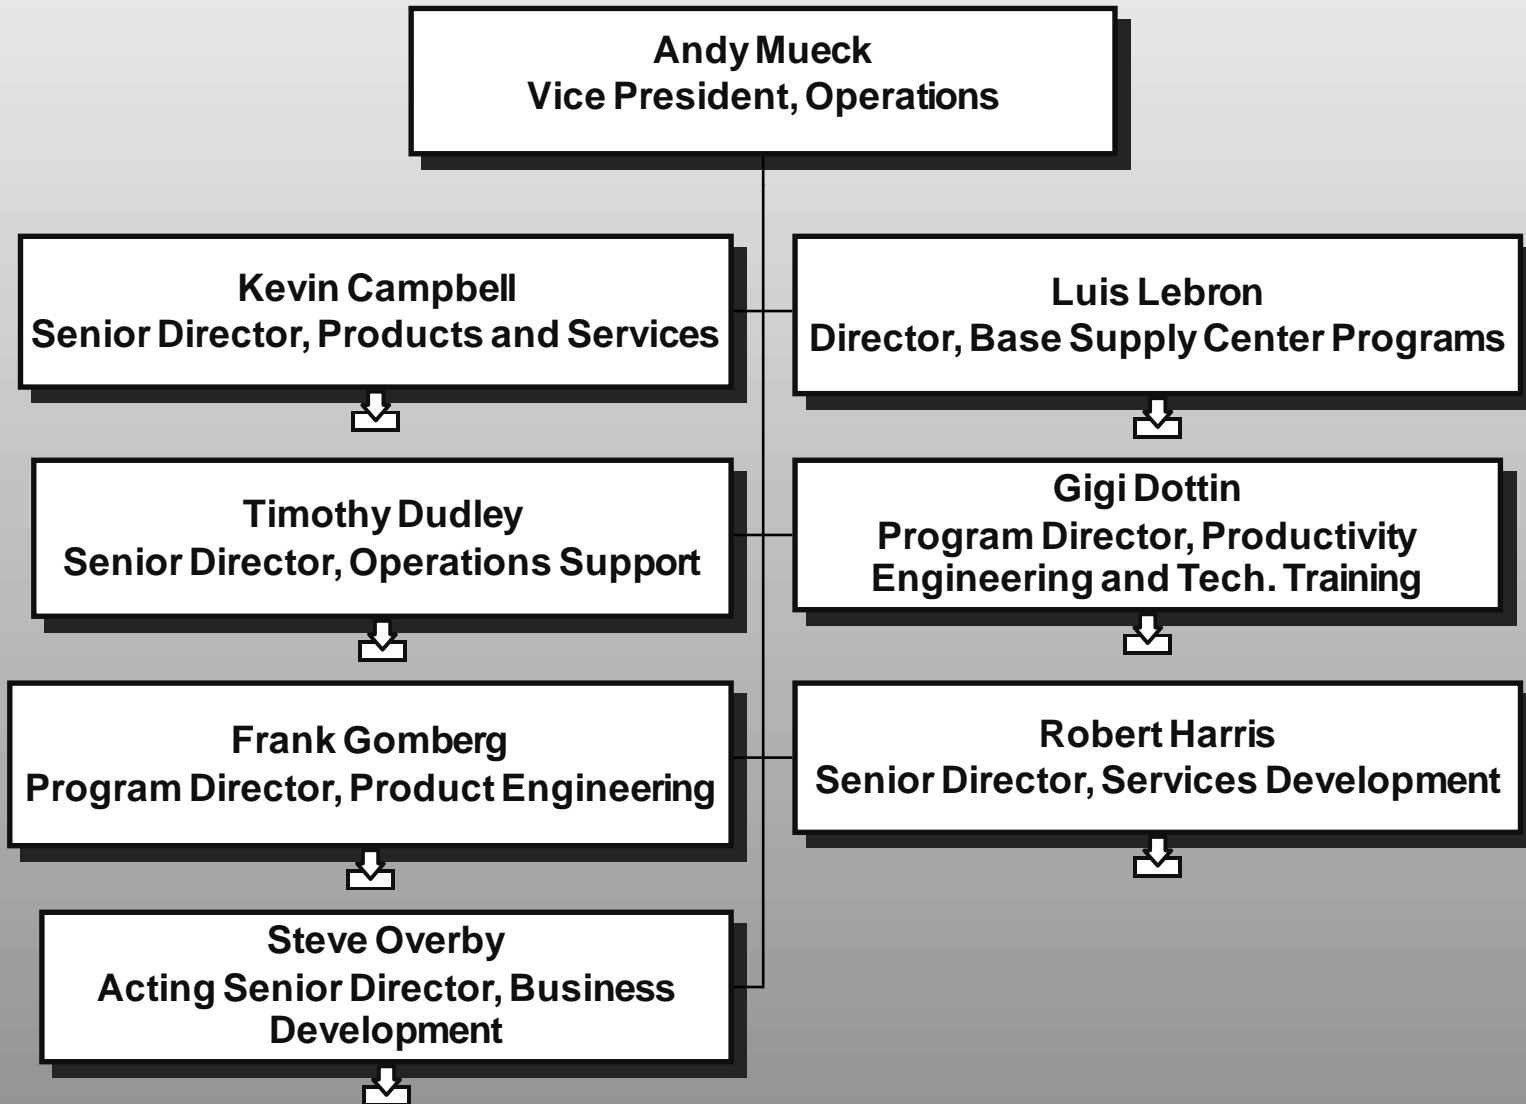 Andy Mueck
Vice President, Operations
Kevin Campbell
Senior Director, Products and Services
Luis Lebron
Director, Base Supply Center Programs
Timothy Dudley
Senior Director, Operations Support
Gigi Dottin
Program Director, Productivity
Engineering and Tech. Training
Frank Gomberg
Program Director, Product Engineering
Robert Harris
Senior Director, Services Development
Steve Overby
Acting Senior Director, Business
Development